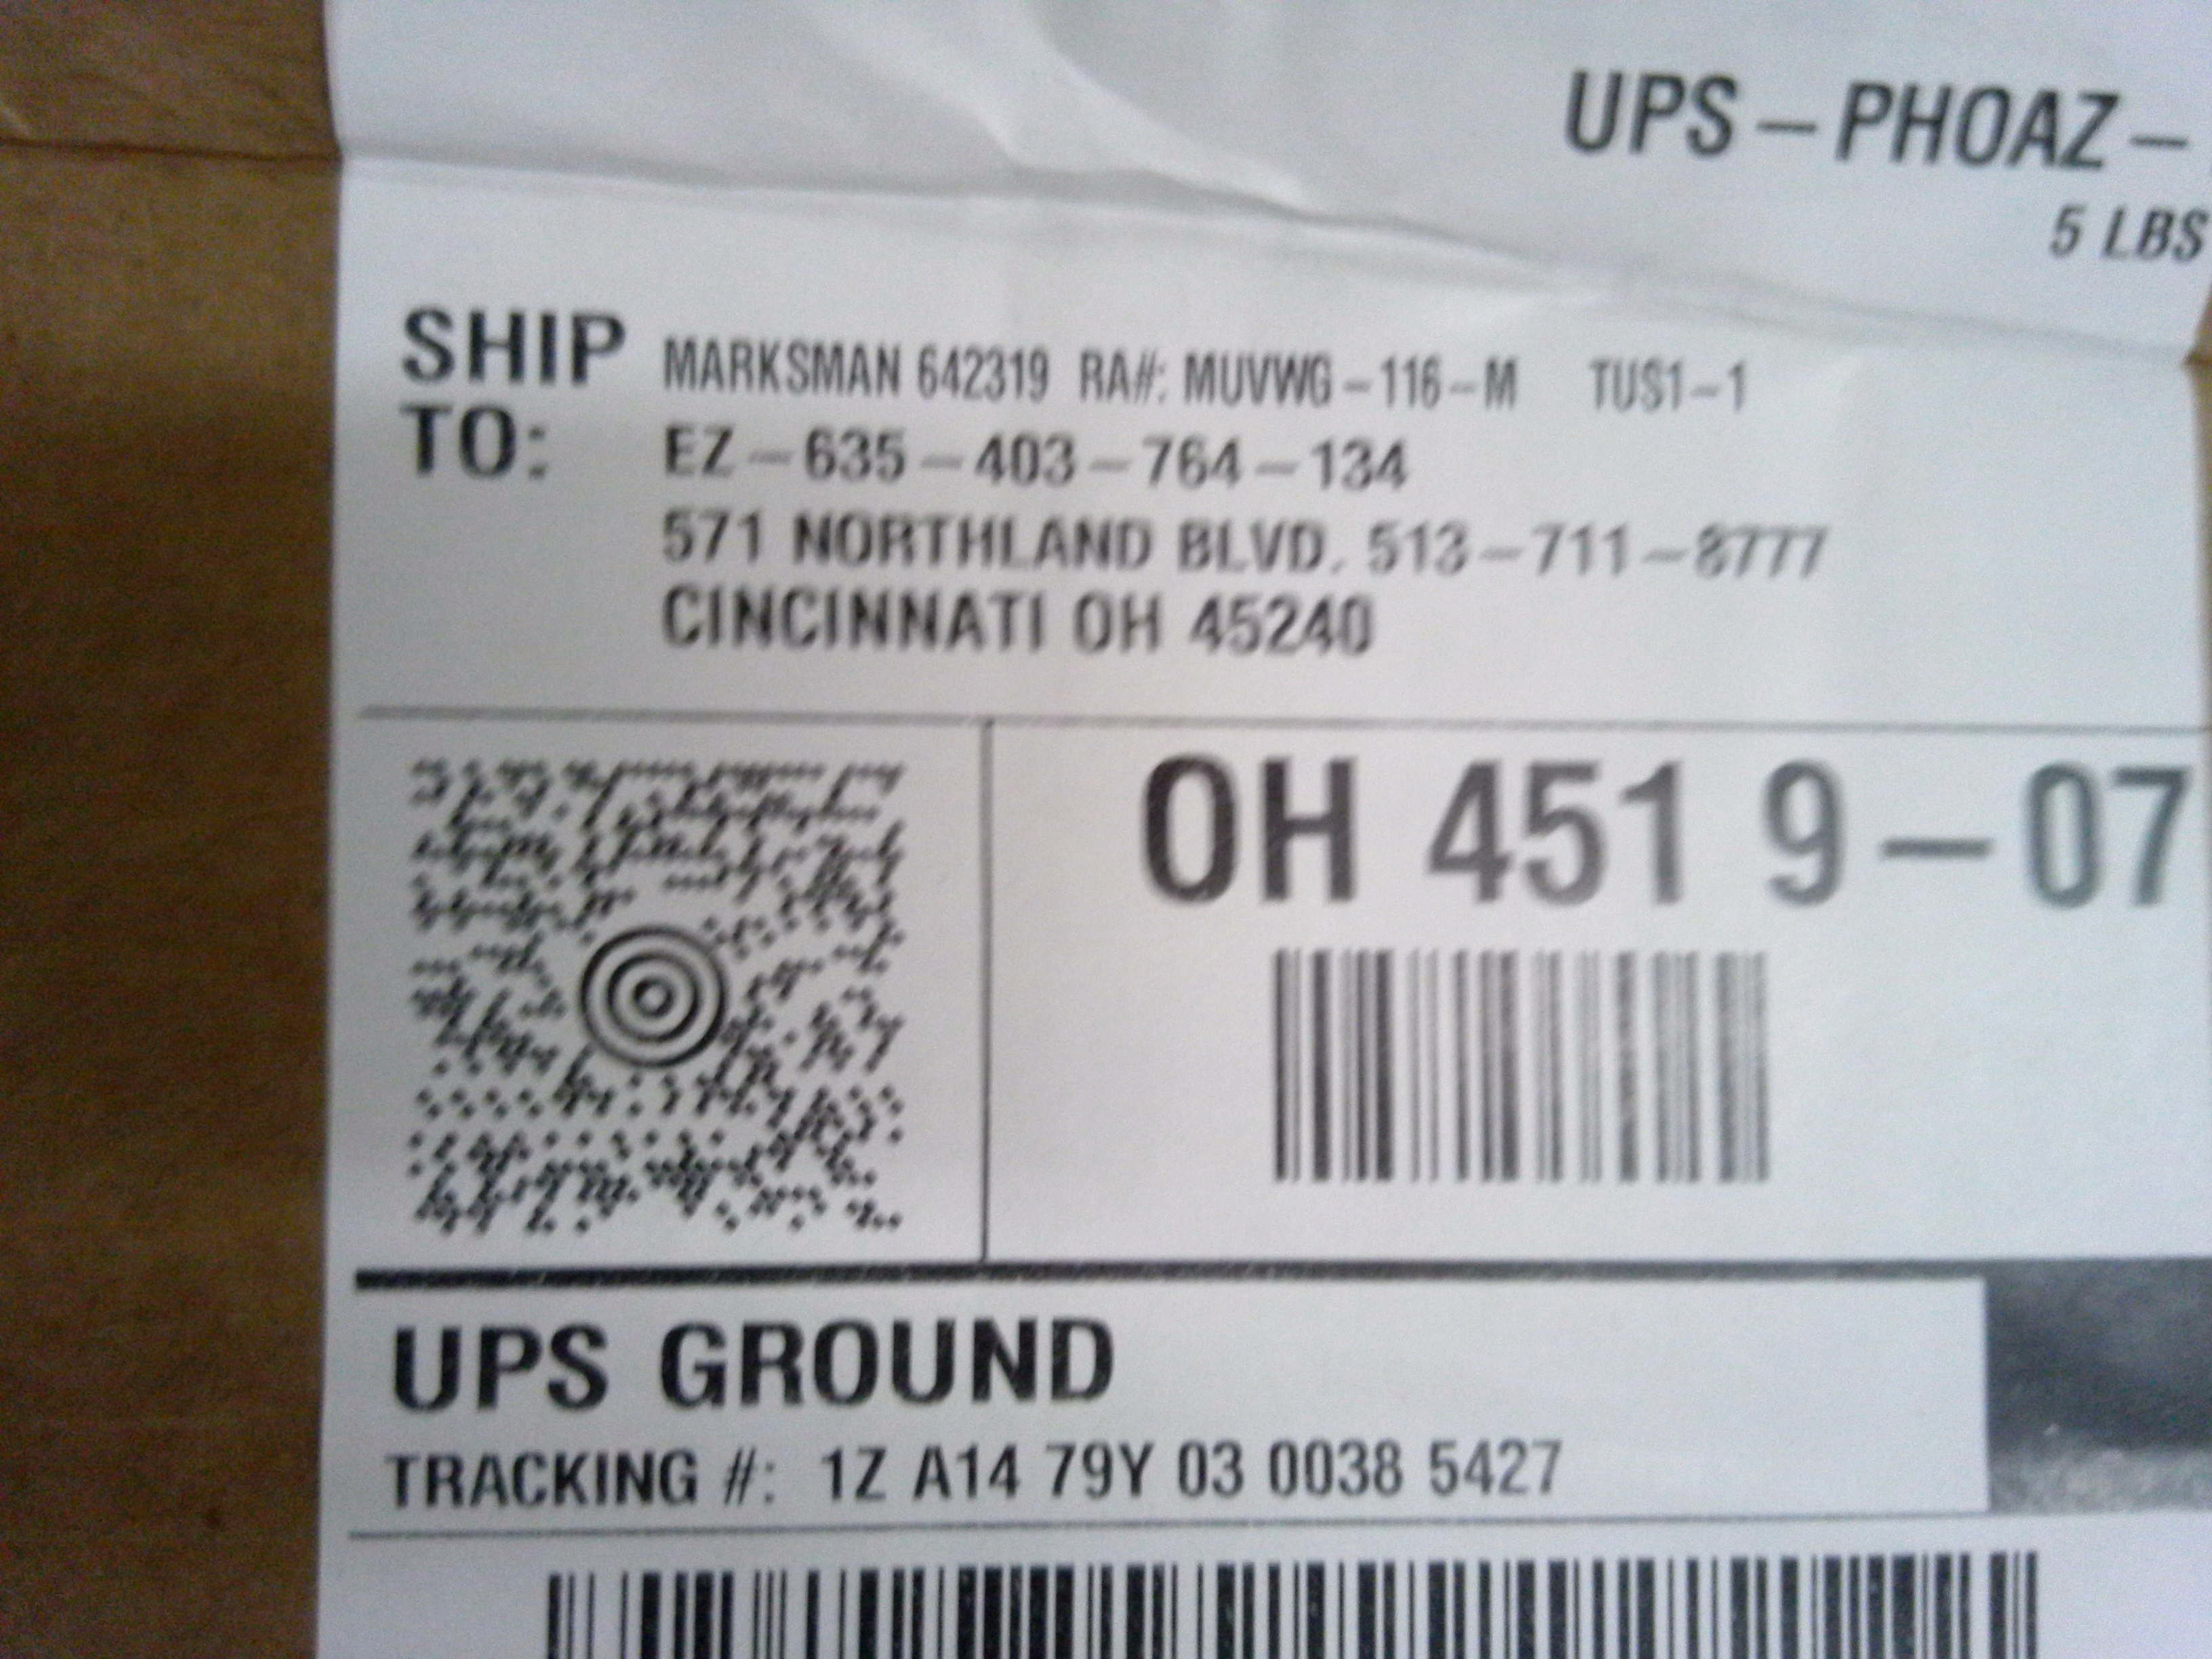 UPS-PHOAZ-
5 LBS
SHIP TO:
MARKSMAN 642319 RA#: MUVWG-116-M TUS1-1
EZ-635-403-764-134
571 NORTHLAND BLVD. 513-711-8777
CINCINNATI OH 45240
OH 451 9-07
UPS GROUND
TRACKING #: 1Z A14 79Y 03 0038 5427